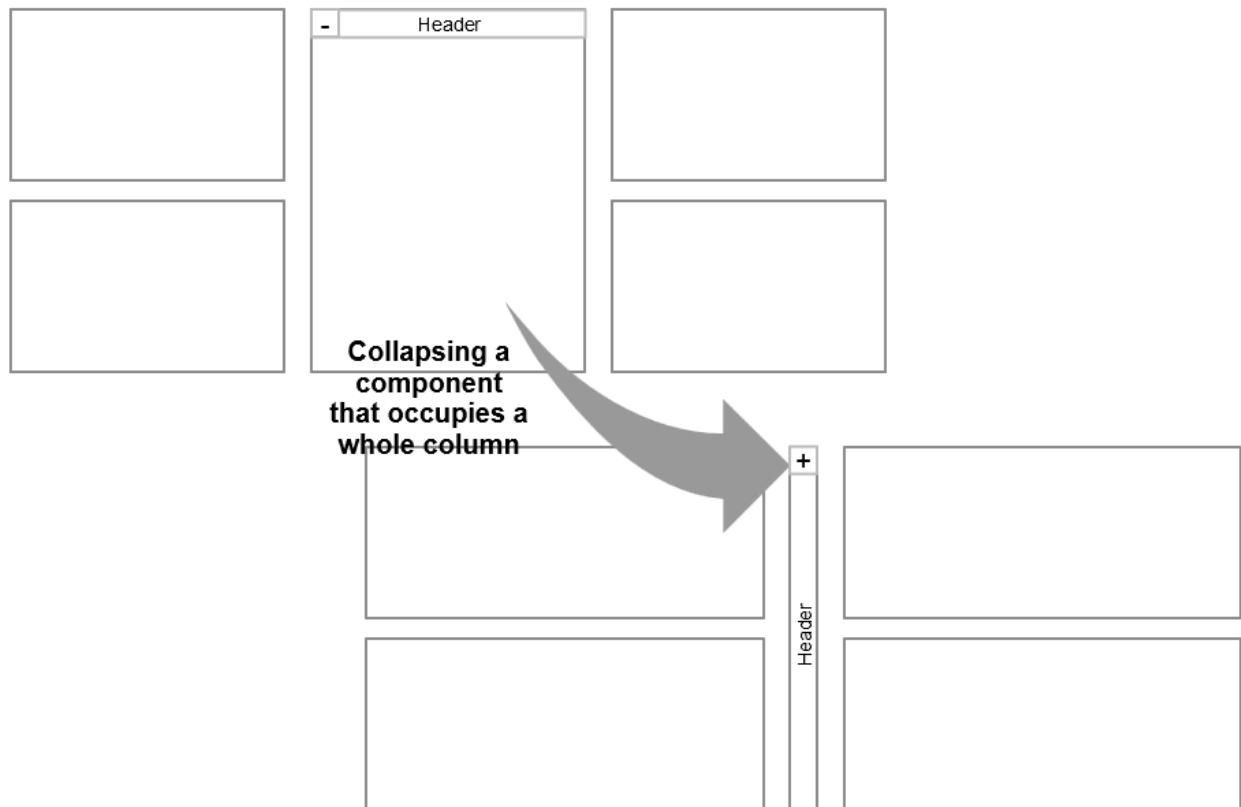 -
Header
Collapsing a
component
that occupies a
whole column
+
Header